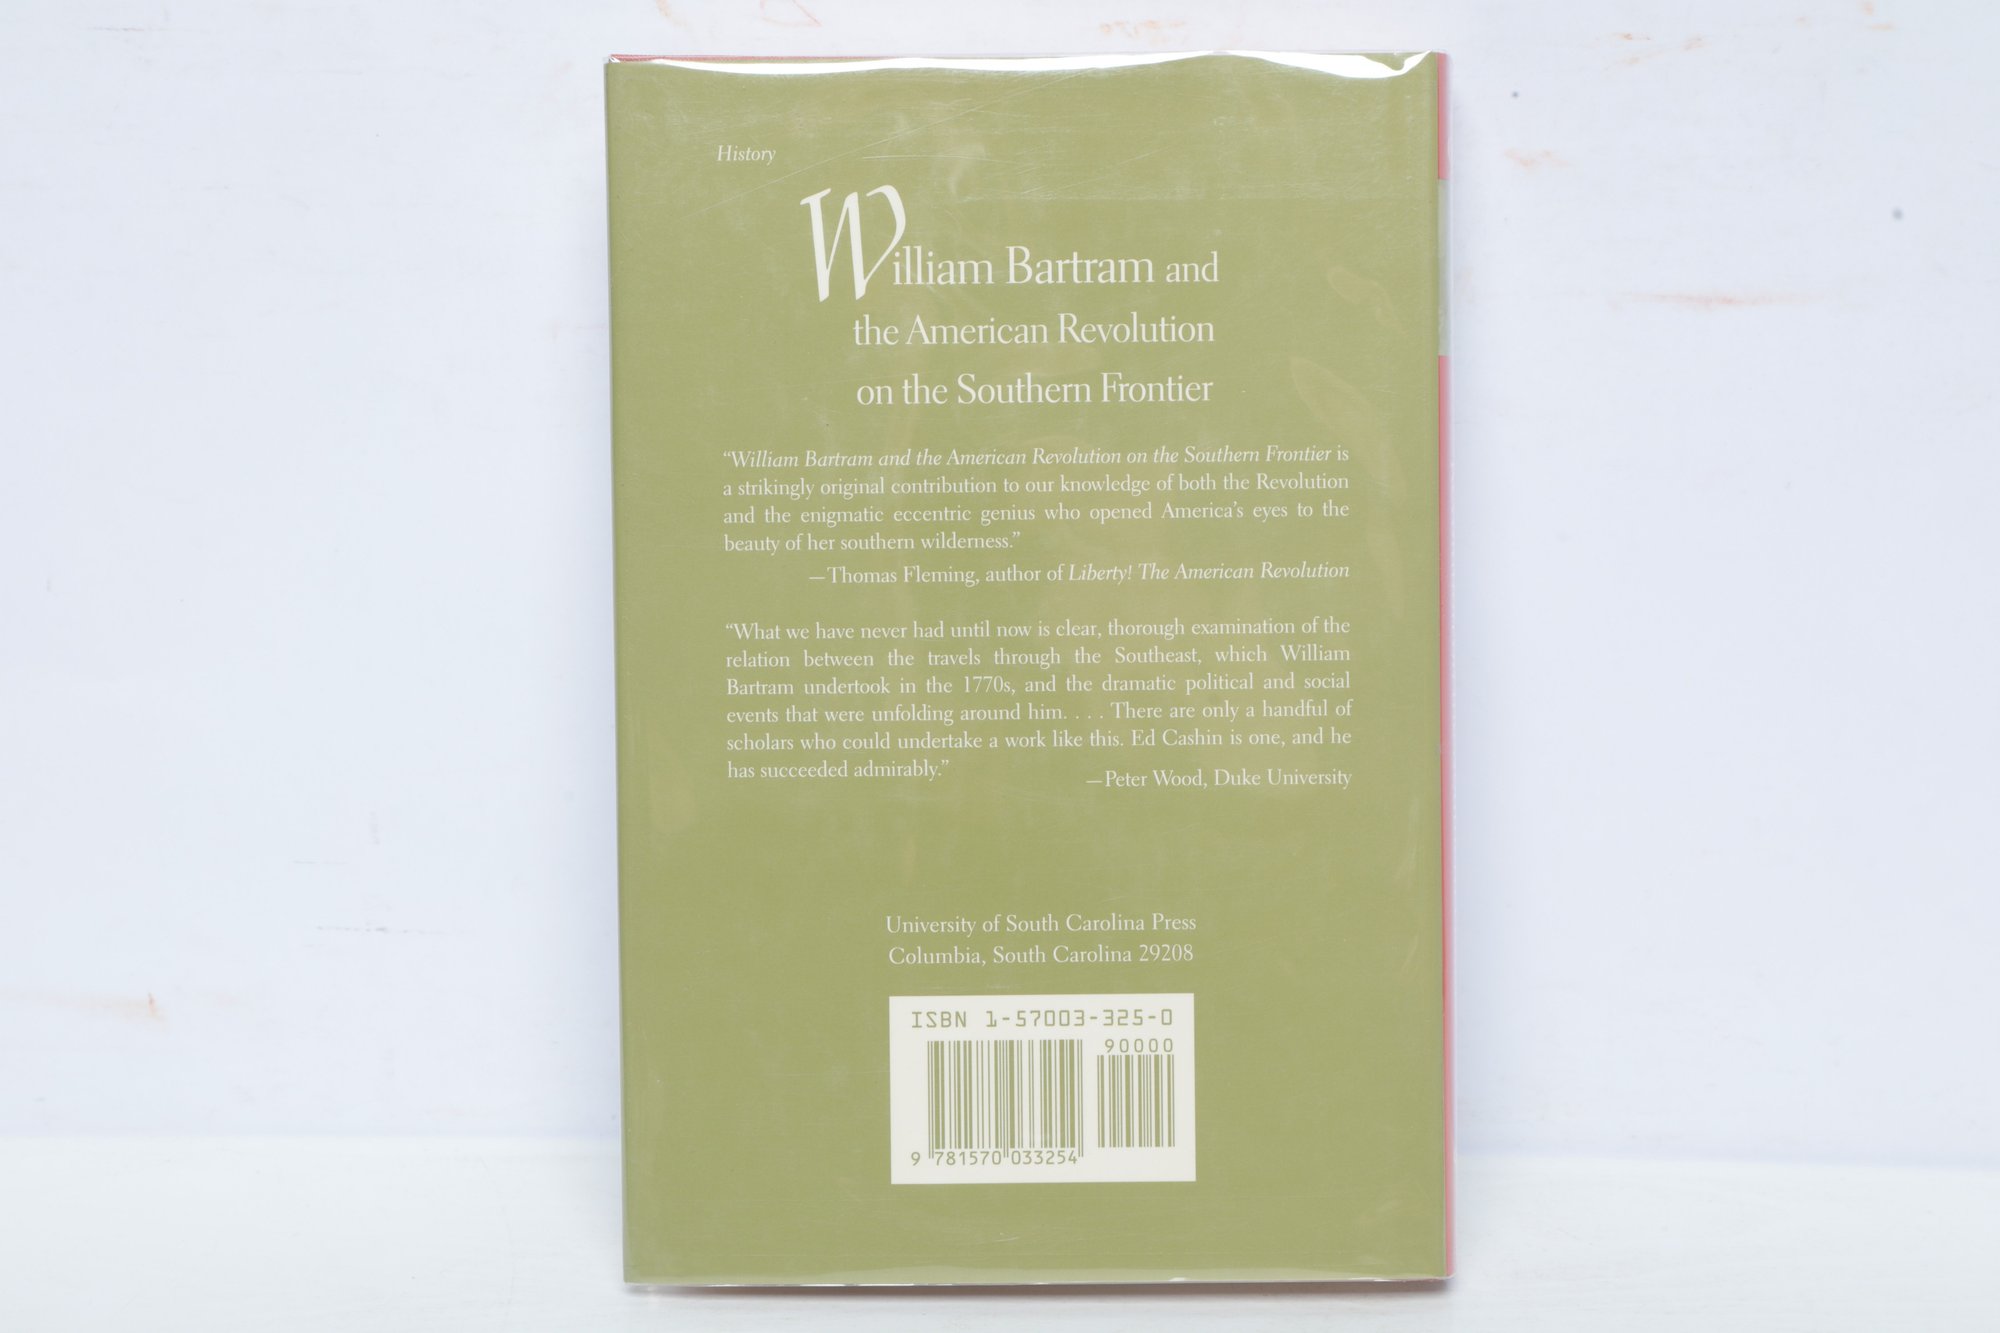 History
William Bartram and
the American Revolution
on the Southern Frontier
“William Bartram and the American Revolution on the Southern Frontier is
a strikingly original contribution to our knowledge of both the Revolution
and the enigmatic eccentric genius who opened America’s eyes to the
beauty of her southern wilderness.”
—Thomas Fleming, author of Liberty! The American Revolution
“What we have never had until now is clear, thorough examination of the
relation between the travels through the Southeast, which William
Bartram undertook in the 1770s, and the dramatic political and social
events that were unfolding around him. . . . There are only a handful of
scholars who could undertake a work like this. Ed Cashin is one, and he
has succeeded admirably.”
—Peter Wood, Duke University
University of South Carolina Press
Columbia, South Carolina 29208
ISBN 1-57003-325-0
90000
9 781570 033254